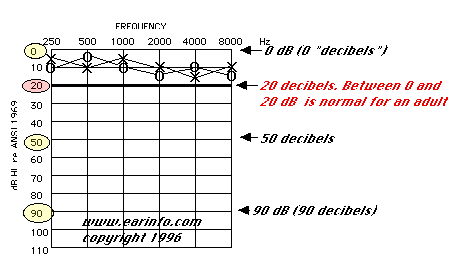 FREQUENCY
250 500 1000 2000 4000 8000 Hz
0
10
20
30
40
50
60
70
80
90
100
110
dB HL re ANSI 1969
0 dB (0 "decibels")
20 decibels. Between 0 and
20 dB is normal for an adult
50 decibels
90 dB (90 decibels)
www.earinfo.com
copyright 1996